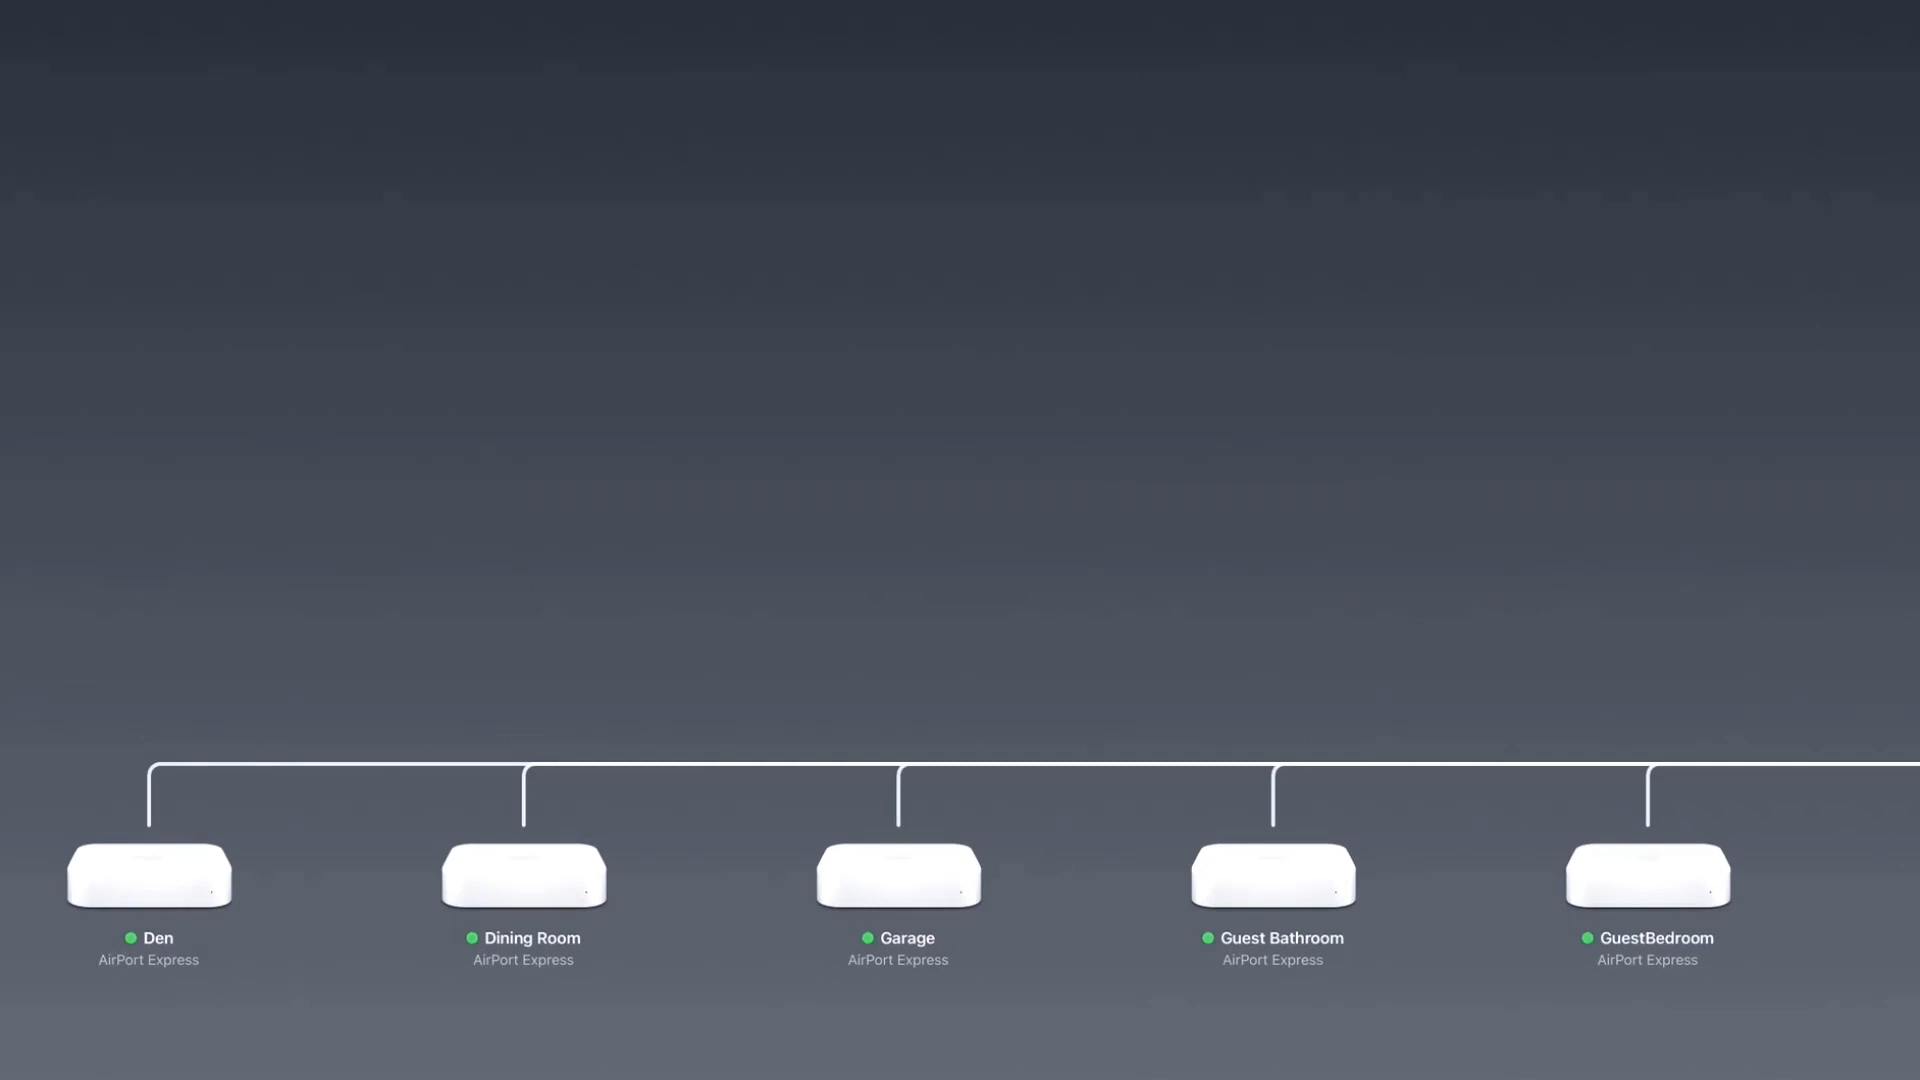 Den
AirPort Express
Dining Room
AirPort Express
Garage
AirPort Express
Guest Bathroom
AirPort Express
GuestBedroom
AirPort Express